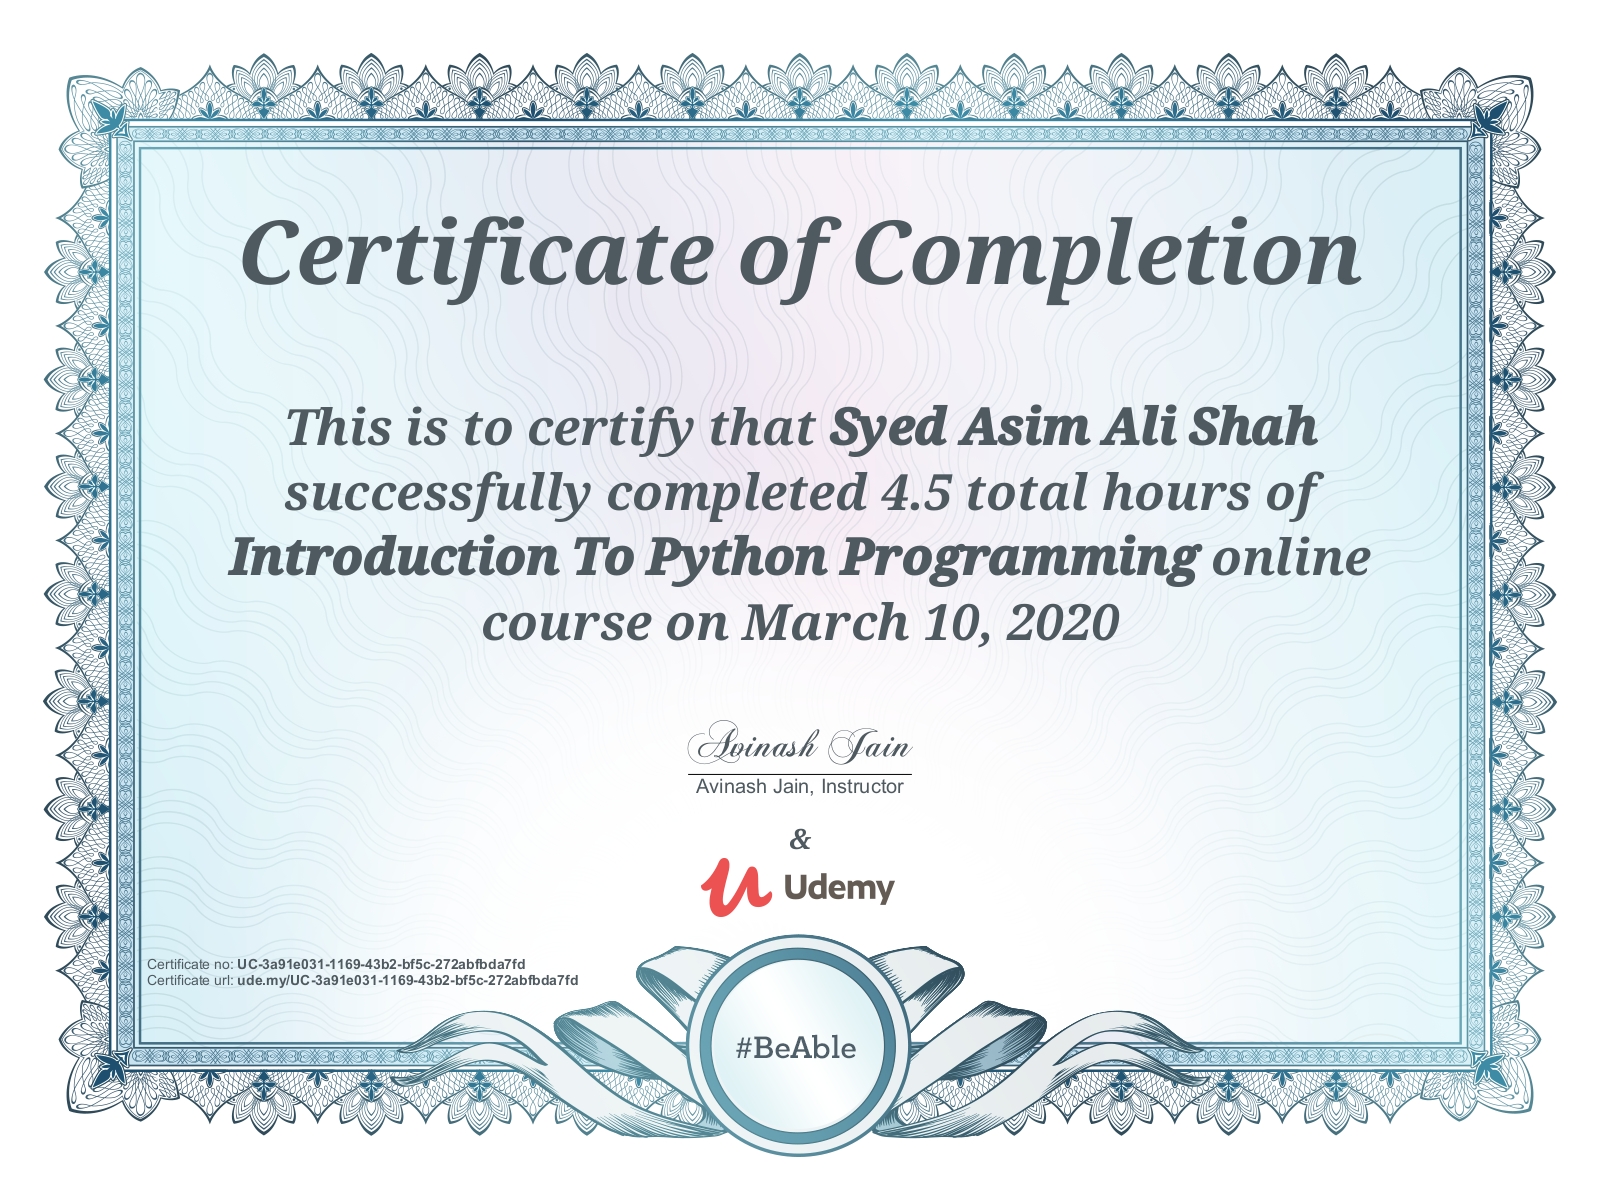 Certificate of Completion
This is to certify that Syed Asim Ali Shah
successfully completed 4.5 total hours of
Introduction To Python Programming online
course on March 10, 2020
Avinash Jain
Avinash Jain, Instructor
&
Udemy
Certificate no: UC-3a91e031-1169-43b2-bf5c-272abfbda7fd
Certificate url: ude.my/UC-3a91e031-1169-43b2-bf5c-272abfbda7fd
#BeAble